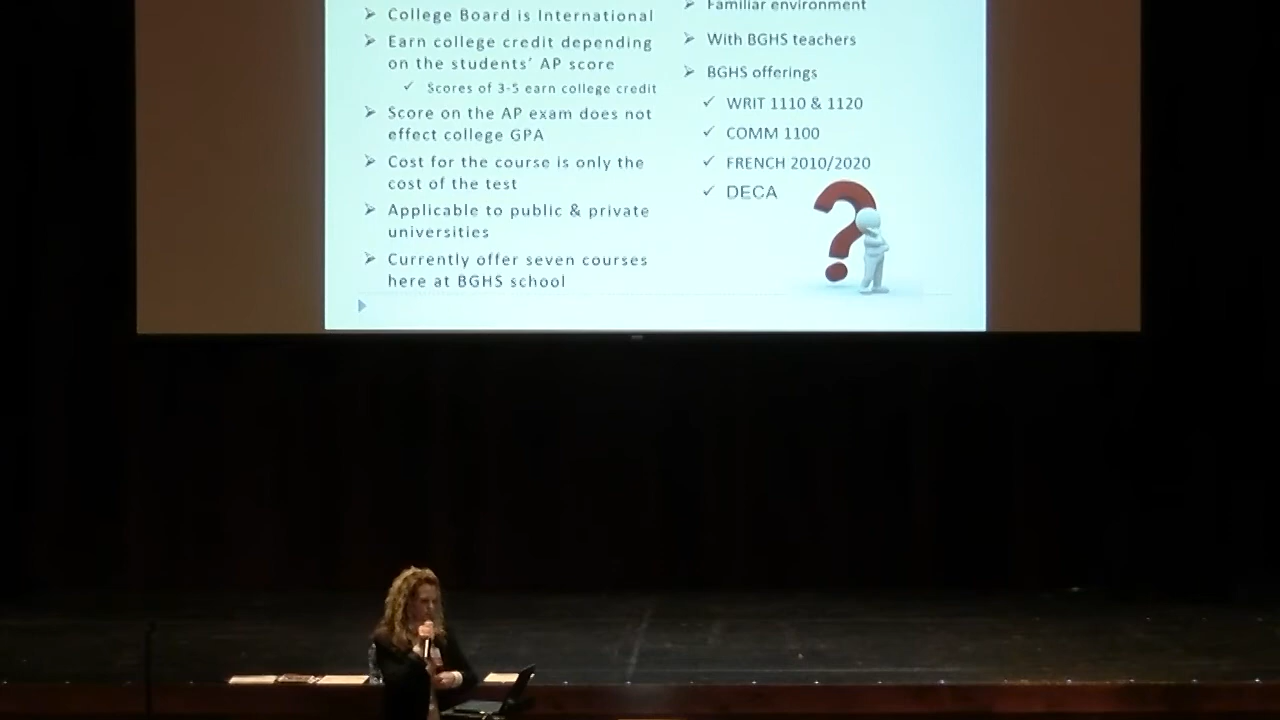 College Board is International
Earn college credit depending
on the students' AP score
Scores of 3-5 earn college credit
Score on the AP exam does not
effect college GPA
Cost for the course is only the
cost of the test
Applicable to public & private
universities
Currently offer seven courses
here at BGHS school
Familiar environment
With BGHS teachers
BGHS offerings
WRIT 1110 & 1120
COMM 1100
FRENCH 2010/2020
DECA